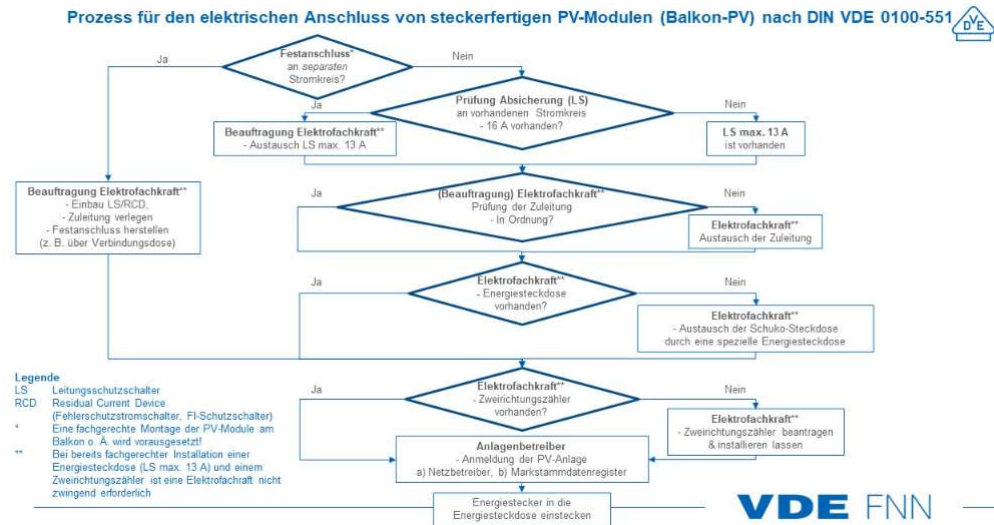 Prozess für den elektrischen Anschluss von steckerfertigen PV-Modulen (Balkon-PV) nach DIN VDE 0100-551
VDE
Ja
Festanschluss*
an separaten
Stromkreis?
Nein
Ja
Prüfung Absicherung (LS)
an vorhandenen Stromkreis
- 16 A vorhanden?
Nein
Beauftragung Elektrofachkraft**
- Austausch LS max. 13 A
LS max. 13 A
ist vorhanden
Beauftragung Elektrofachkraft**
- Einbau LS/RCD,
- Zuleitung verlegen
- Festanschluss herstellen
(z. B. über Verbindungsdose)
Ja
(Beauftragung) Elektrofachkraft**
Prüfung der Zuleitung
- In Ordnung?
Nein
Elektrofachkraft**
Austausch der Zuleitung
Ja
Elektrofachkraft**
- Energiesteckdose
vorhanden?
Nein
Elektrofachkraft**
- Austausch der Schuko-Steckdose
durch eine spezielle Energiesteckdose
Ja
Elektrofachkraft**
- Zweirichtungszähler
vorhanden?
Nein
Elektrofachkraft**
- Zweirichtungszähler beantragen
& installieren lassen
Anlagenbetreiber
- Anmeldung der PV-Anlage
a) Netzbetreiber, b) Markstammdatenregister
Energiestecker in die
Energiesteckdose einstecken
Legende
LS Leitungsschutzschalter
RCD Residual Current Device
(Fehlerschutzstromschalter, FI-Schutzschalter)
* Eine fachgerechte Montage der PV-Module am
Balkon o. Ä. wird vorausgesetzt!
** Bei bereits fachgerechter Installation einer
Energiesteckdose (LS max. 13 A) und einem
Zweirichtungszähler ist eine Elektrofachraft nicht
zwingend erforderlich
VDE FNN